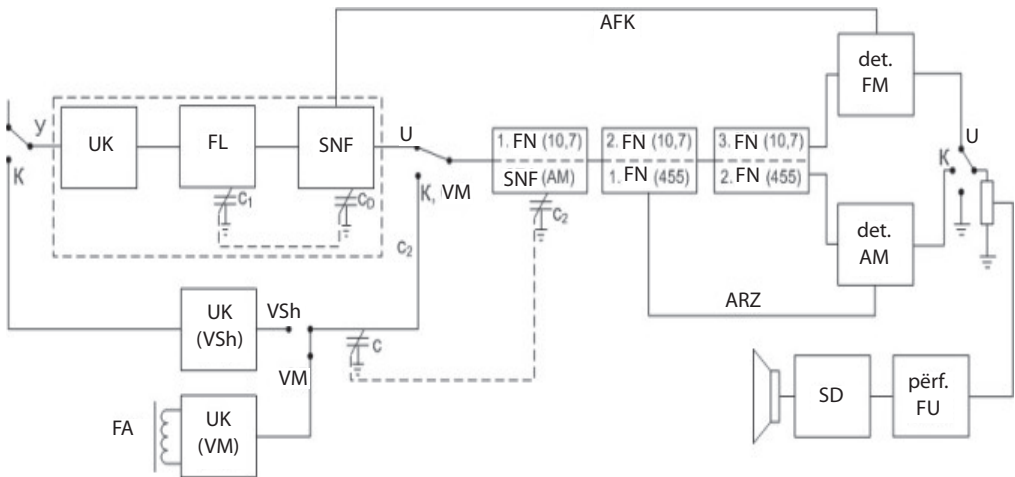 AFK
det.
FM
У
UK
FL
SNF
U
K
C₁
C_D
K, VM
1. FN (10,7)
SNF (AM)
2. FN (10,7)
1. FN (455)
3. FN (10,7)
2. FN (455)
U
K
C₂
C₂
det.
AM
ARZ
UK
(VSh)
VSh
VM
C
FA
UK
(VM)
SD
përf.
FU